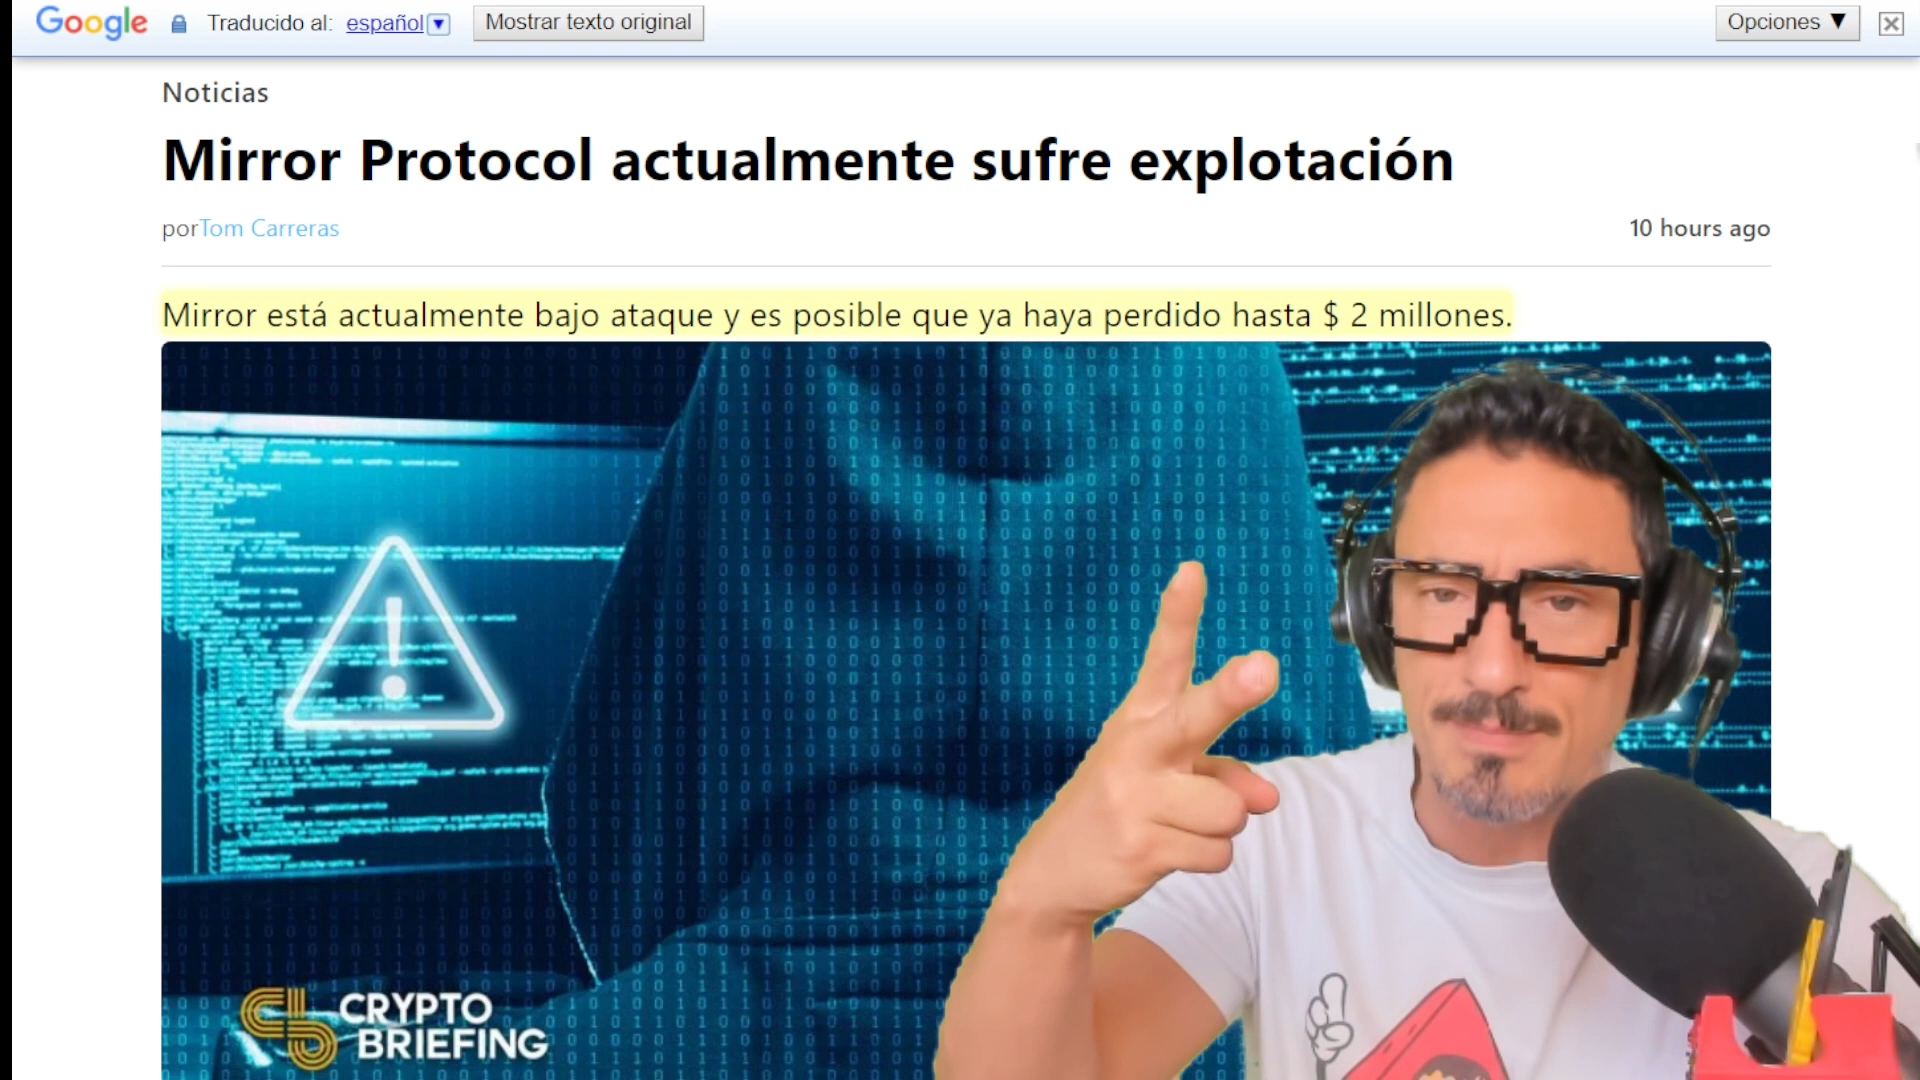 Google Traducido al: español Mostrar texto original Opciones ▼
Noticias
Mirror Protocol actualmente sufre explotación
porTom Carreras 10 hours ago
Mirror está actualmente bajo ataque y es posible que ya haya perdido hasta $ 2 millones.
CRYPTO
BRIEFING